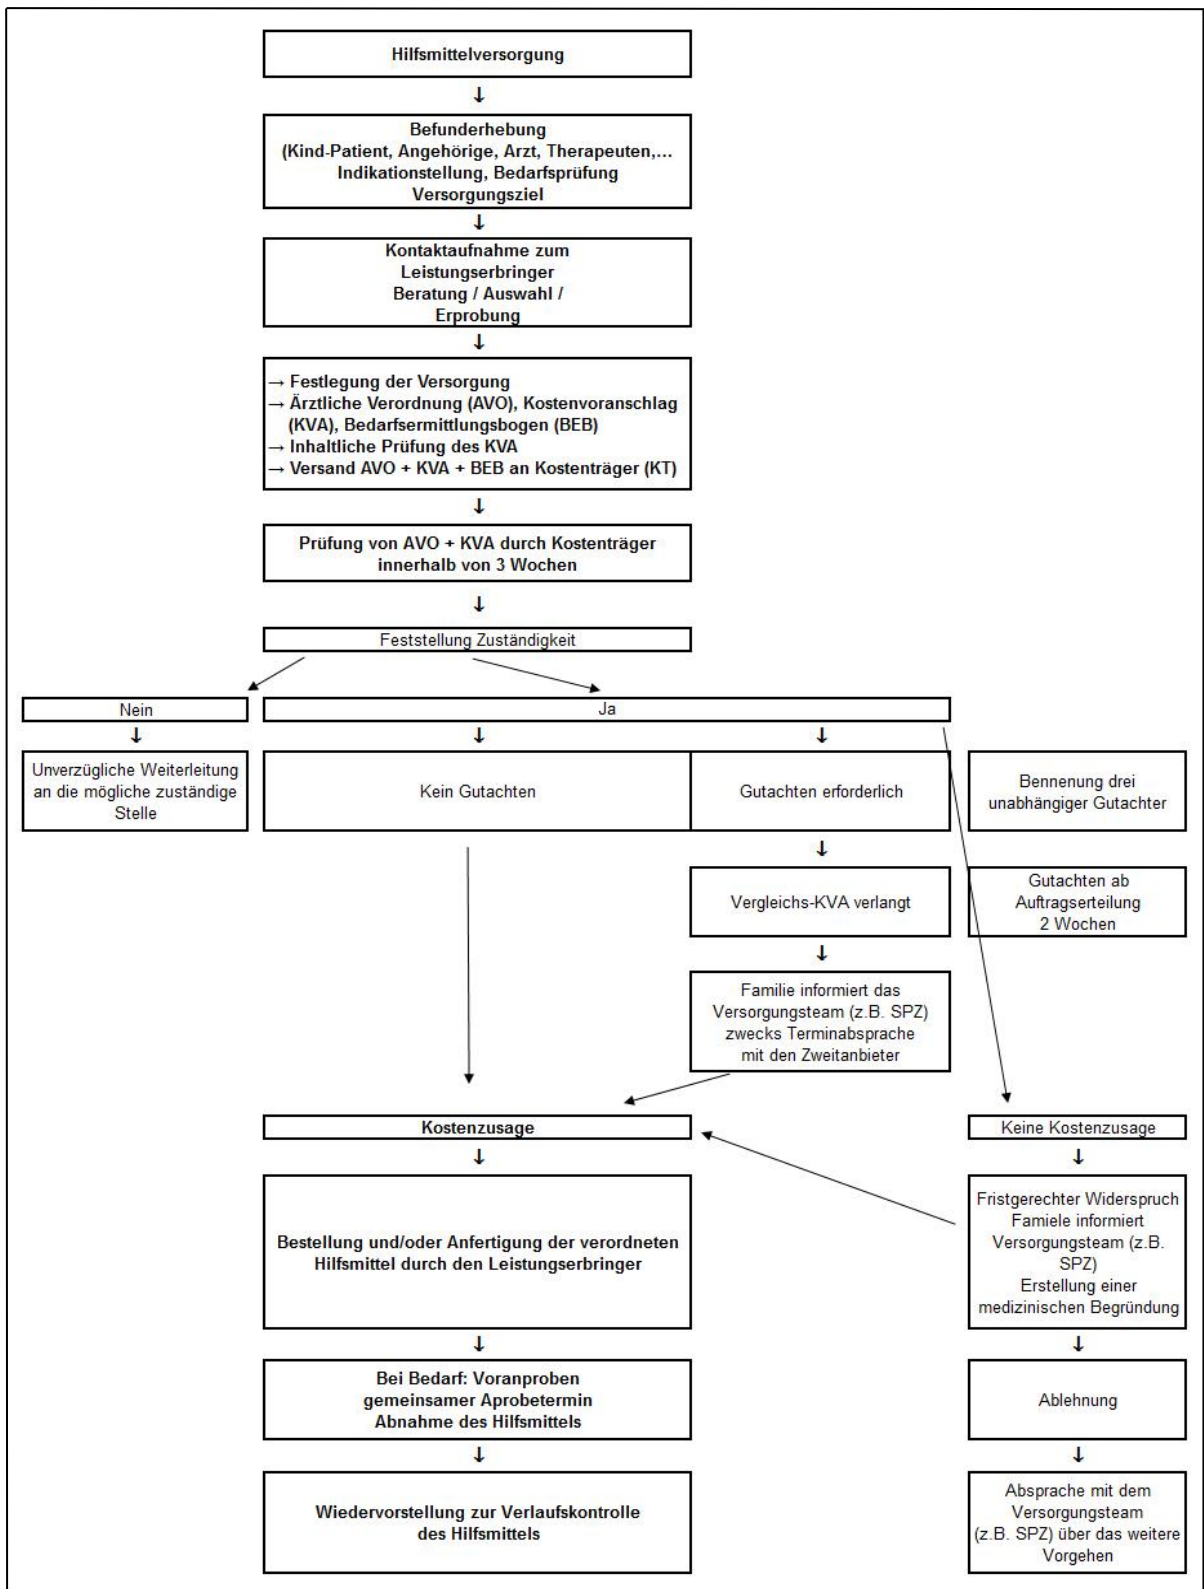 Hilfsmittelversorgung
↓
Befunderhebung
(Kind-Patient, Angehörige, Arzt, Therapeuten,…
Indikationstellung, Bedarfsprüfung
Versorgungsziel
↓
Kontaktaufnahme zum
Leistungserbringer
Beratung / Auswahl /
Erprobung
↓
→ Festlegung der Versorgung
→ Ärztliche Verordnung (AVO), Kostenvoranschlag
(KVA), Bedarfsermittlungsbogen (BEB)
→ Inhaltliche Prüfung des KVA
→ Versand AVO + KVA + BEB an Kostenträger (KT)
↓
Prüfung von AVO + KVA durch Kostenträger
innerhalb von 3 Wochen
↓
Feststellung Zuständigkeit
Nein
Ja
↓ ↓ ↓
Unverzügliche Weiterleitung
an die mögliche zuständige
Stelle
Kein Gutachten
Gutachten erforderlich
Bennenung drei
unabhängiger Gutachter
↓
Vergleichs-KVA verlangt
Gutachten ab
Auftragserteilung
2 Wochen
↓
Familie informiert das
Versorgungsteam (z.B. SPZ)
zwecks Terminabsprache
mit den Zweitanbieter
Kostenzusage
Keine Kostenzusage
↓ ↓
Bestellung und/oder Anfertigung der verordneten
Hilfsmittel durch den Leistungserbringer
Fristgerechter Widerspruch
Famiele informiert
Versorgungsteam (z.B.
SPZ)
Erstellung einer
medizinischen Begründung
↓ ↓
Bei Bedarf: Voranproben
gemeinsamer Aprobetermin
Abnahme des Hilfsmittels
Ablehnung
↓ ↓
Wiedervorstellung zur Verlaufskontrolle
des Hilfsmittels
Absprache mit dem
Versorgungsteam
(z.B. SPZ) über das weitere
Vorgehen